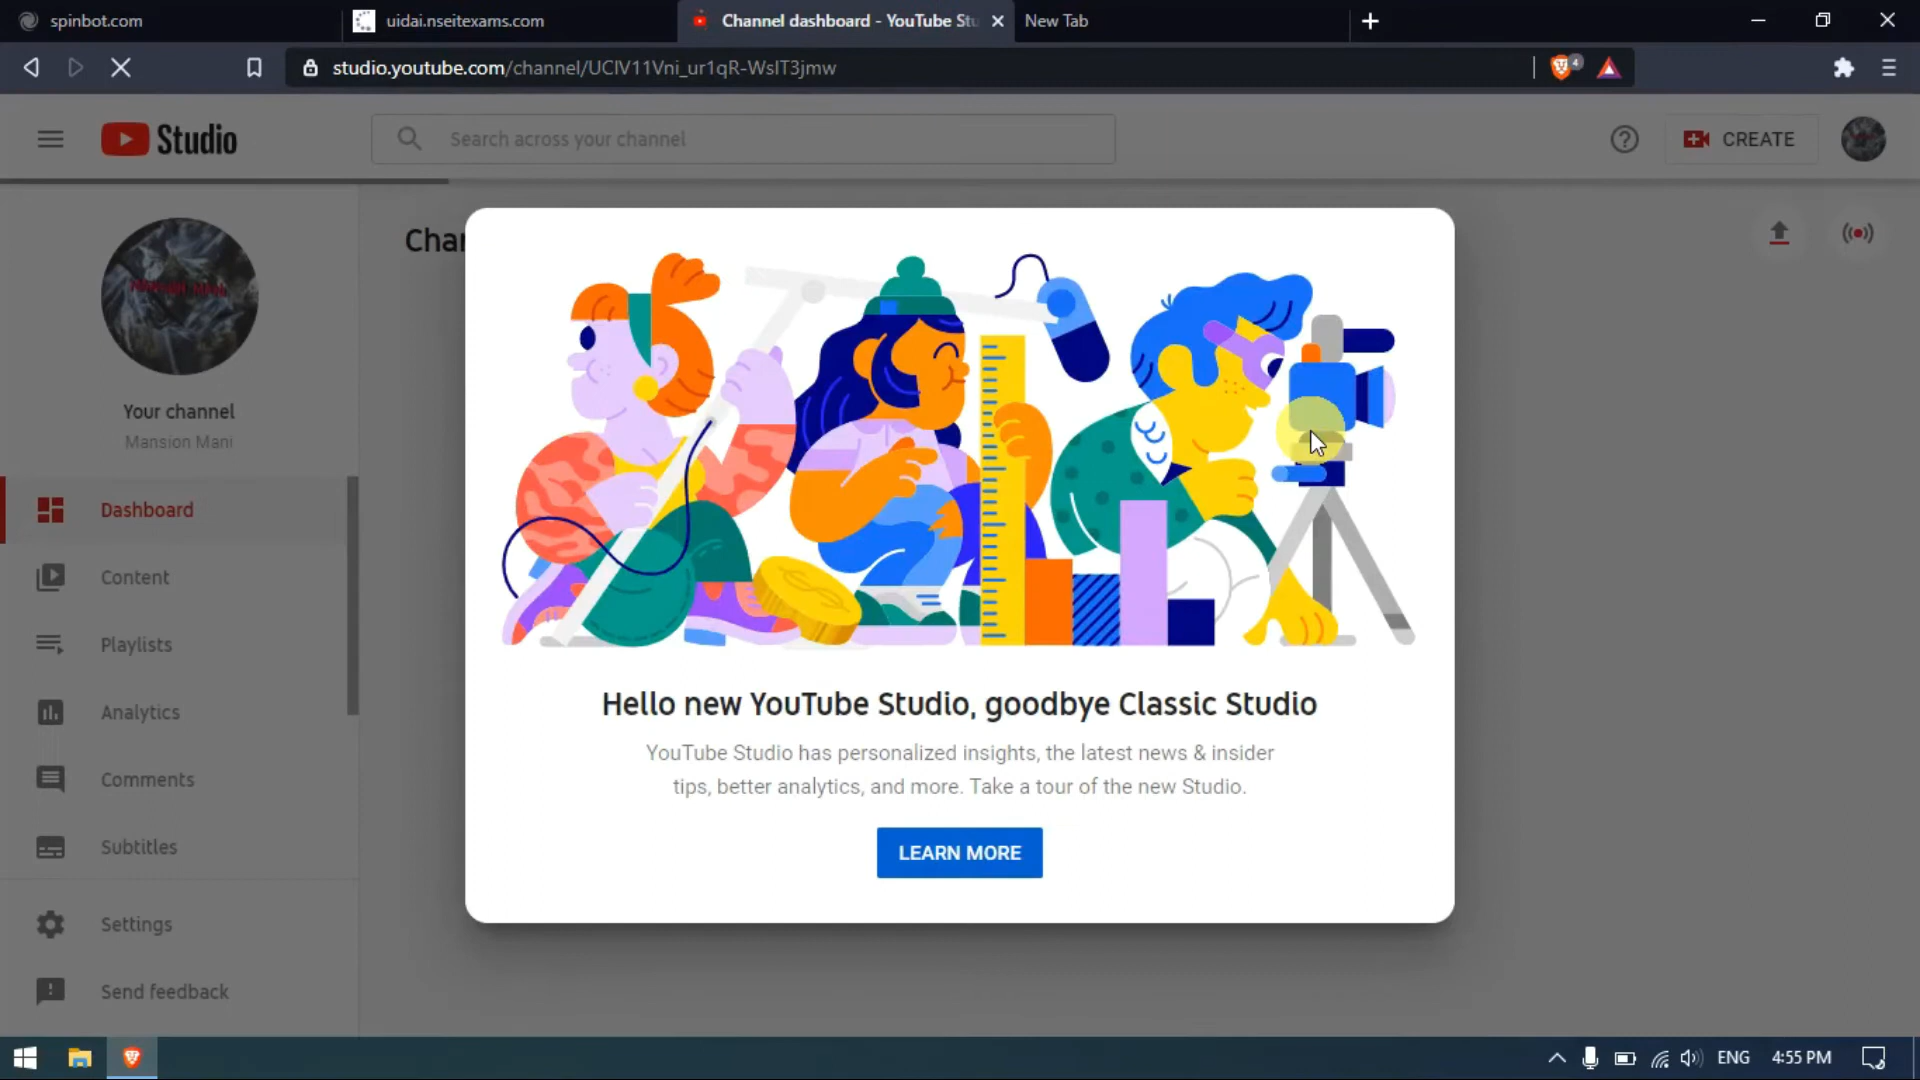 spinbot.com
uidai.nseitexams.com
Channel dashboard - YouTube Stu
New Tab
studio.youtube.com/channel/UClV11Vni_ur1qR-WsIT3jmw
4
Studio
Search across your channel
CREATE
Your channel
Mansion Mani
Dashboard
Content
Playlists
Analytics
Comments
Subtitles
Settings
Send feedback
Hello new YouTube Studio, goodbye Classic Studio
YouTube Studio has personalized insights, the latest news & insider
tips, better analytics, and more. Take a tour of the new Studio.
LEARN MORE
ENG
4:55 PM